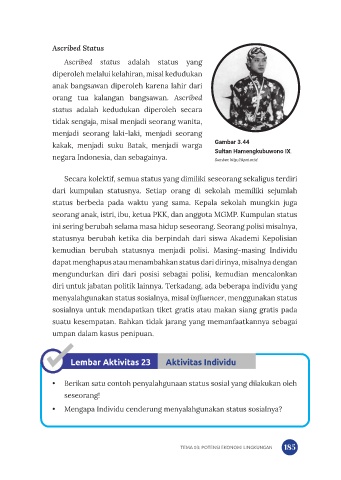 Ascribed Status
Ascribed status adalah status yang
diperoleh melalui kelahiran, misal kedudukan
anak bangsawan diperoleh karena lahir dari
orang tua kalangan bangsawan. Ascribed
status adalah kedudukan diperoleh secara
tidak sengaja, misal menjadi seorang wanita,
menjadi seorang laki-laki, menjadi seorang
kakak, menjadi suku Batak, menjadi warga
negara Indonesia, dan sebagainya.
Gambar 3.44
Sultan Hamengkubuwono IX
Secara kolektif, semua status yang dimiliki seseorang sekaligus terdiri
dari kumpulan statusnya. Setiap orang di sekolah memiliki sejumlah
status berbeda pada waktu yang sama. Kepala sekolah mungkin juga
seorang anak, istri, ibu, ketua PKK, dan anggota MGMP. Kumpulan status
ini sering berubah selama masa hidup seseorang. Seorang polisi misalnya,
statusnya berubah ketika dia berpindah dari siswa Akademi Kepolisian
kemudian berubah statusnya menjadi polisi. Masing-masing Individu
dapat menghapus atau menambahkan status dari dirinya, misalnya dengan
mengundurkan diri dari posisi sebagai polisi, kemudian mencalonkan
diri untuk jabatan politik lainnya. Terkadang, ada beberapa individu yang
menyalahgunakan status sosialnya, misal influencer, menggunakan status
sosialnya untuk mendapatkan tiket gratis atau makan siang gratis pada
suatu kesempatan. Bahkan tidak jarang yang memanfaatkannya sebagai
umpan dalam kasus penipuan.
Lembar Aktivitas 23 Aktivitas Individu
• Berikan satu contoh penyalahgunaan status sosial yang dilakukan oleh
seseorang!
• Mengapa Individu cenderung menyalahgunakan status sosialnya?
TEMA 03: POTENSI EKONOMI LINGKUNGAN 185